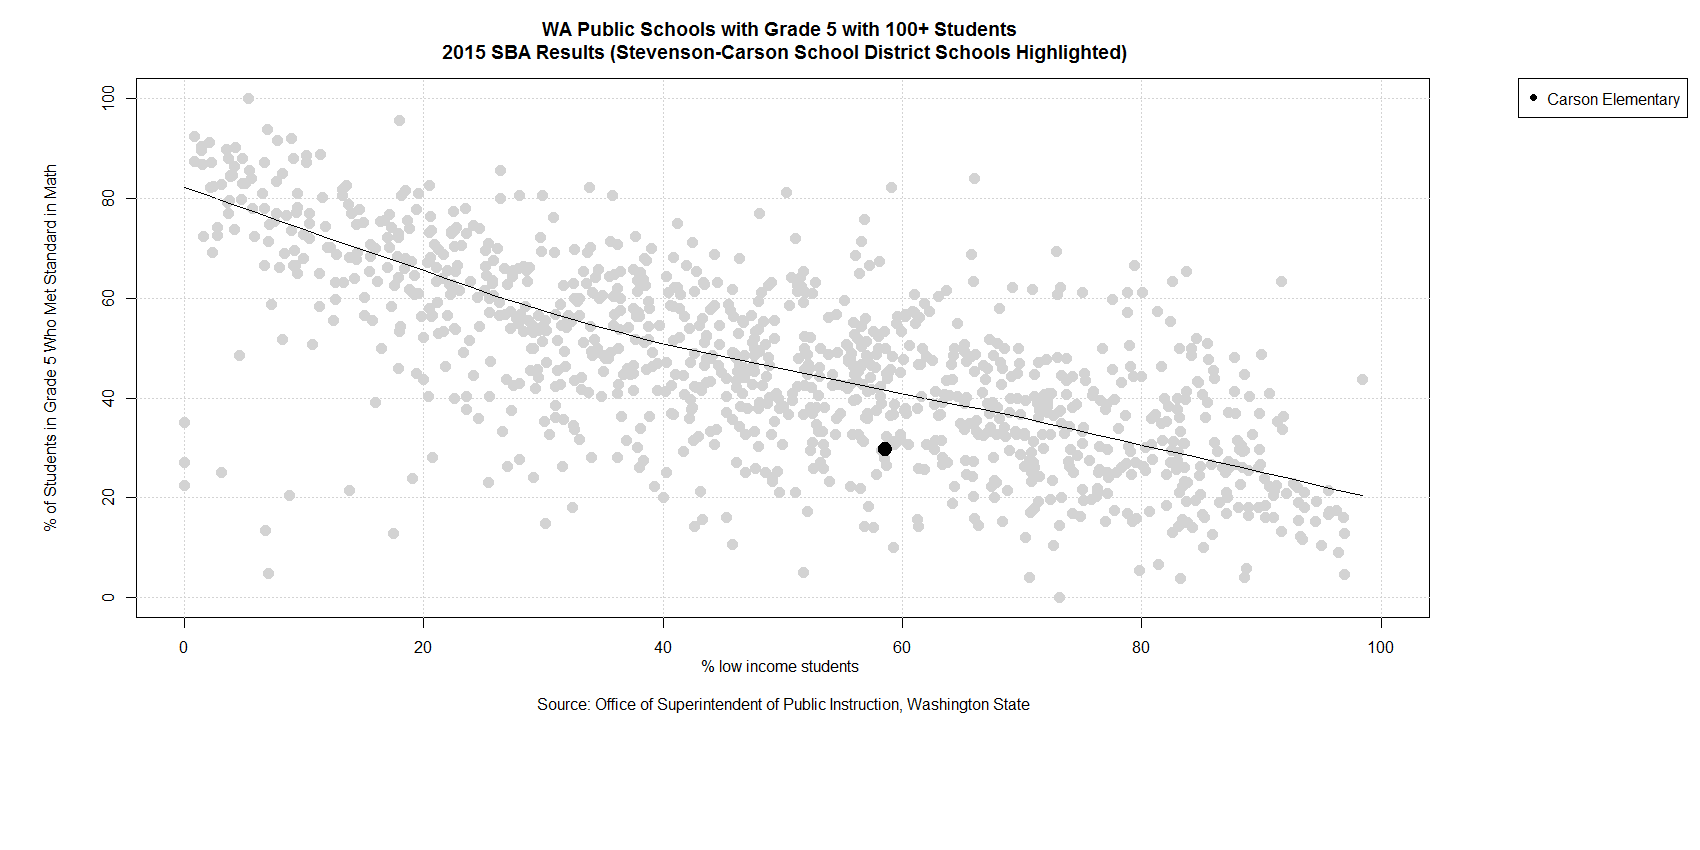 WA Public Schools with Grade 5 with 100+ Students
2015 SBA Results (Stevenson-Carson School District Schools Highlighted)
Carson Elementary
% of Students in Grade 5 Who Met Standard in Math
100
80
60
40
20
0
0 20 40 60 80 100
% low income students
Source: Office of Superintendent of Public Instruction, Washington State